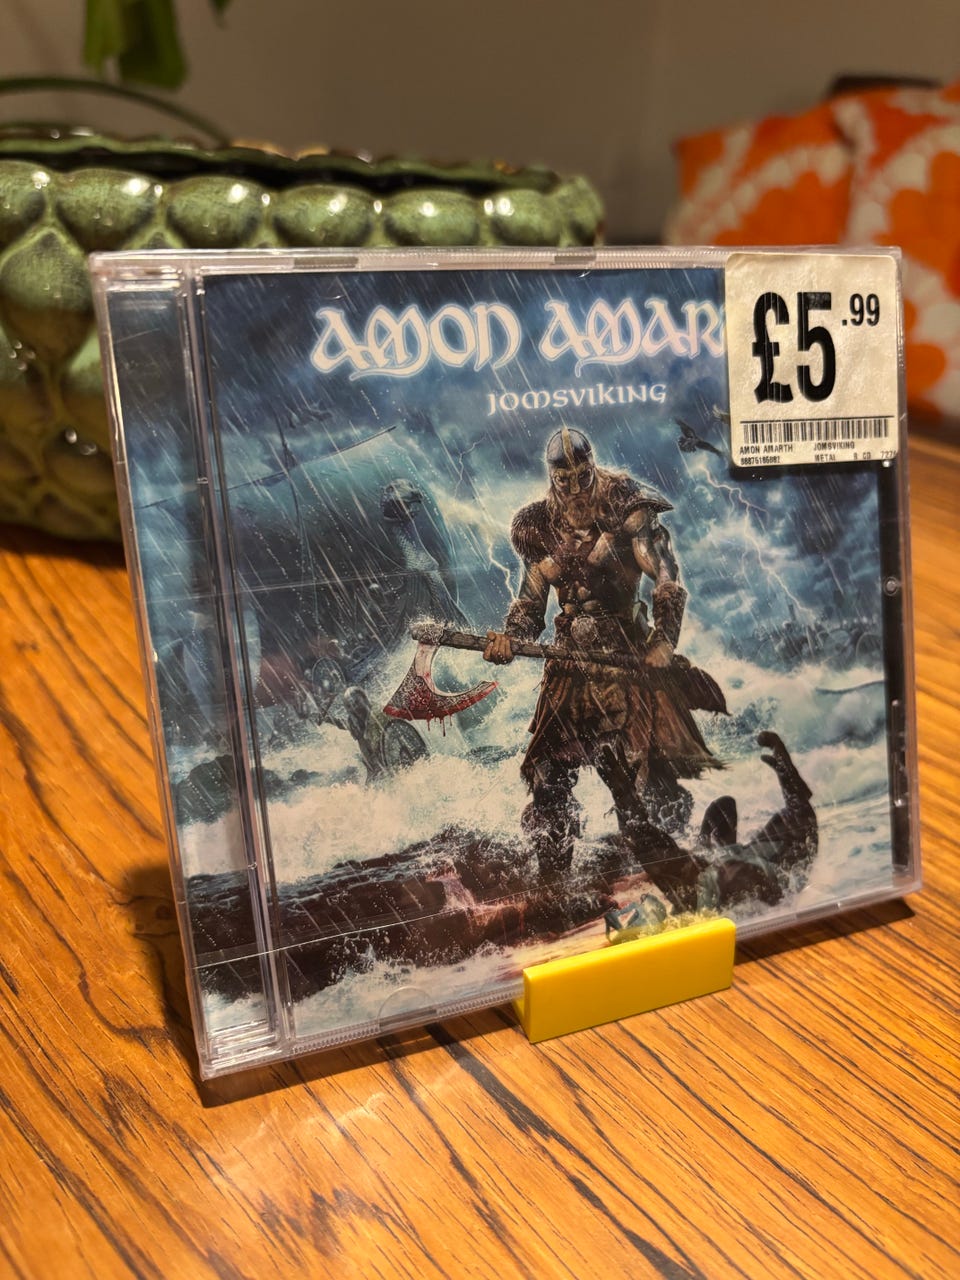 AMON AMAR
JOMSVIKING
£5.99
AMON AMARTH JOMSVIKING
METAL